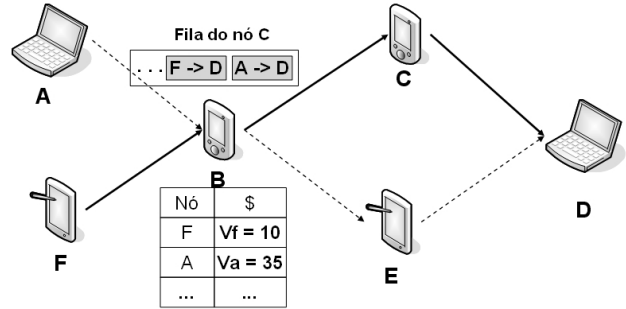 Fila do nó C
. . . F -> D A -> D
A
C
B
D
F
E
Nó $
F Vf = 10
A Va = 35
... ...